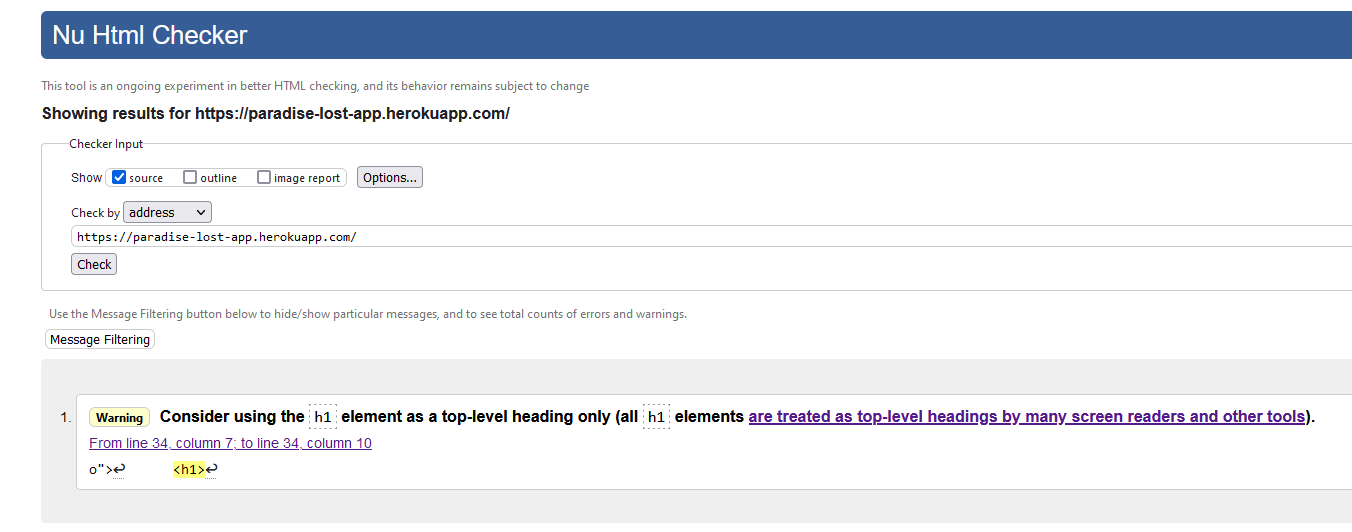 Nu Html Checker
This tool is an ongoing experiment in better HTML checking, and its behavior remains subject to change
Showing results for https://paradise-lost-app.herokuapp.com/
Checker Input
Show source outline image report Options...
Check by address
https://paradise-lost-app.herokuapp.com/
Check
Use the Message Filtering button below to hide/show particular messages, and to see total counts of errors and warnings.
Message Filtering
1. Warning Consider using the h1 element as a top-level heading only (all h1 elements are treated as top-level headings by many screen readers and other tools).
From line 34, column 7; to line 34, column 10
o">↩ <h1>↩